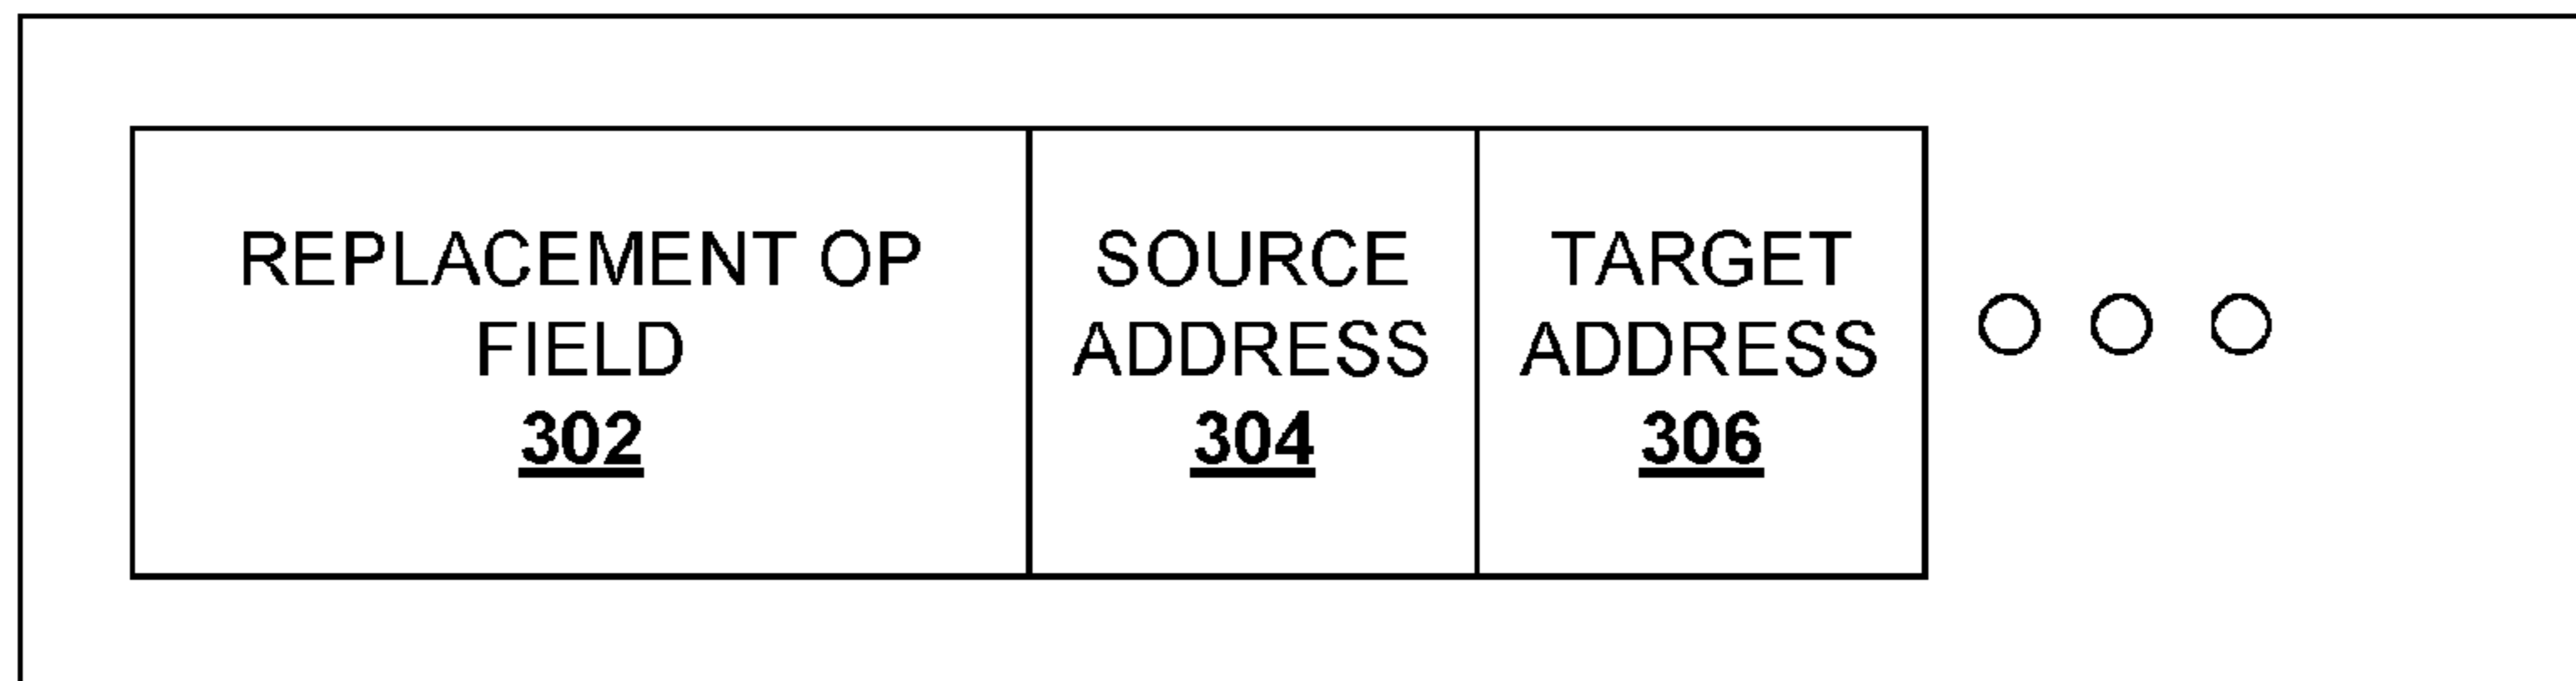 REPLACEMENT OP
FIELD
302
SOURCE
ADDRESS
304
TARGET
ADDRESS
306